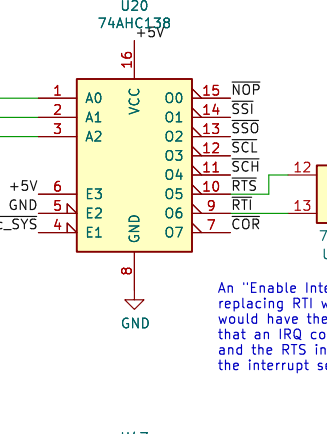 U20
74AHC138
+5V
16
VCC
1 A0 O0 15 NOP
2 A1 O1 14 SSI
3 A2 O2 13 SSO
O3 12 SCL
O4 11 SCH
12
+5V 6 E3 O5 10 RTS
GND 5 E2 O6 9 RTI 13
_SYS 4 E1 O7 7 COR
GND
7
8
GND
An "Enable Inte
replacing RTI w
would have the
that an IRQ co
and the RTS in
the interrupt se